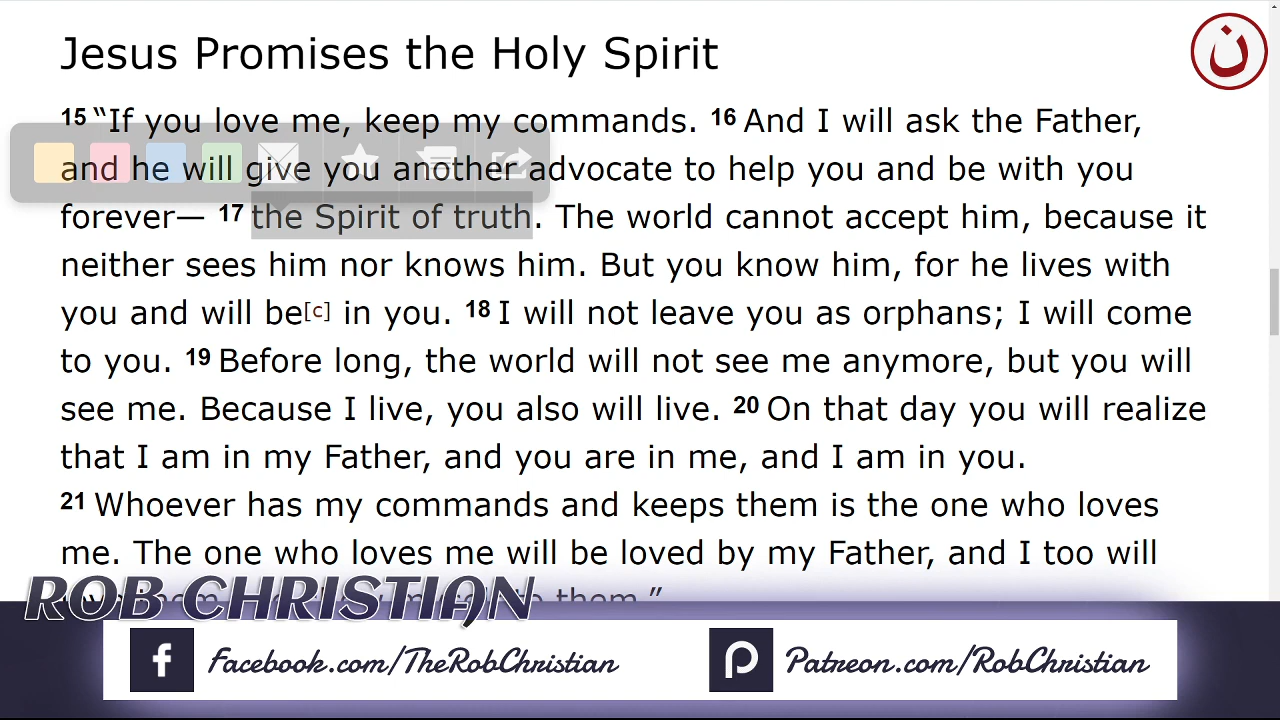 Jesus Promises the Holy Spirit
ن
15 “If you love me, keep my commands. 16 And I will ask the Father,
and he will give you another advocate to help you and be with you
forever— 17 the Spirit of truth. The world cannot accept him, because it
neither sees him nor knows him. But you know him, for he lives with
you and will be[c] in you. 18 I will not leave you as orphans; I will come
to you. 19 Before long, the world will not see me anymore, but you will
see me. Because I live, you also will live. 20 On that day you will realize
that I am in my Father, and you are in me, and I am in you.
21 Whoever has my commands and keeps them is the one who loves
me. The one who loves me will be loved by my Father, and I too will
them.”
ROB CHRISTIAN
f Facebook.com/TheRobChristian
Patreon.com/RobChristian